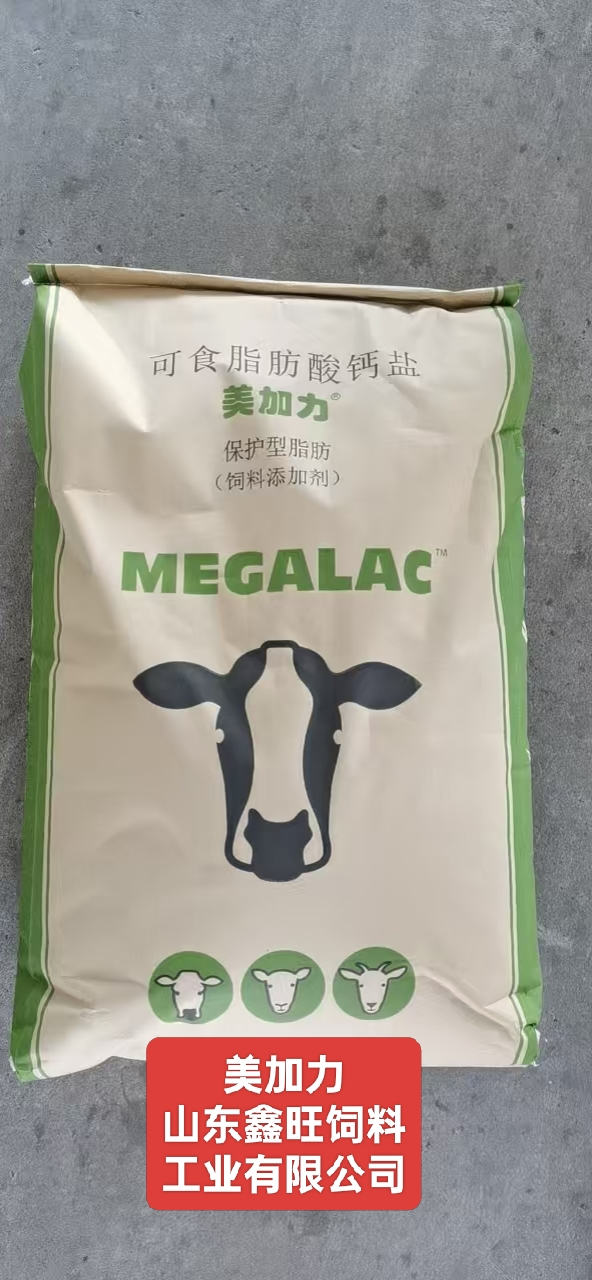 可食脂肪酸钙盐
美加力®
保护型脂肪
（饲料添加剂）
MEGALAC™
美加力
山东鑫旺饲料
工业有限公司